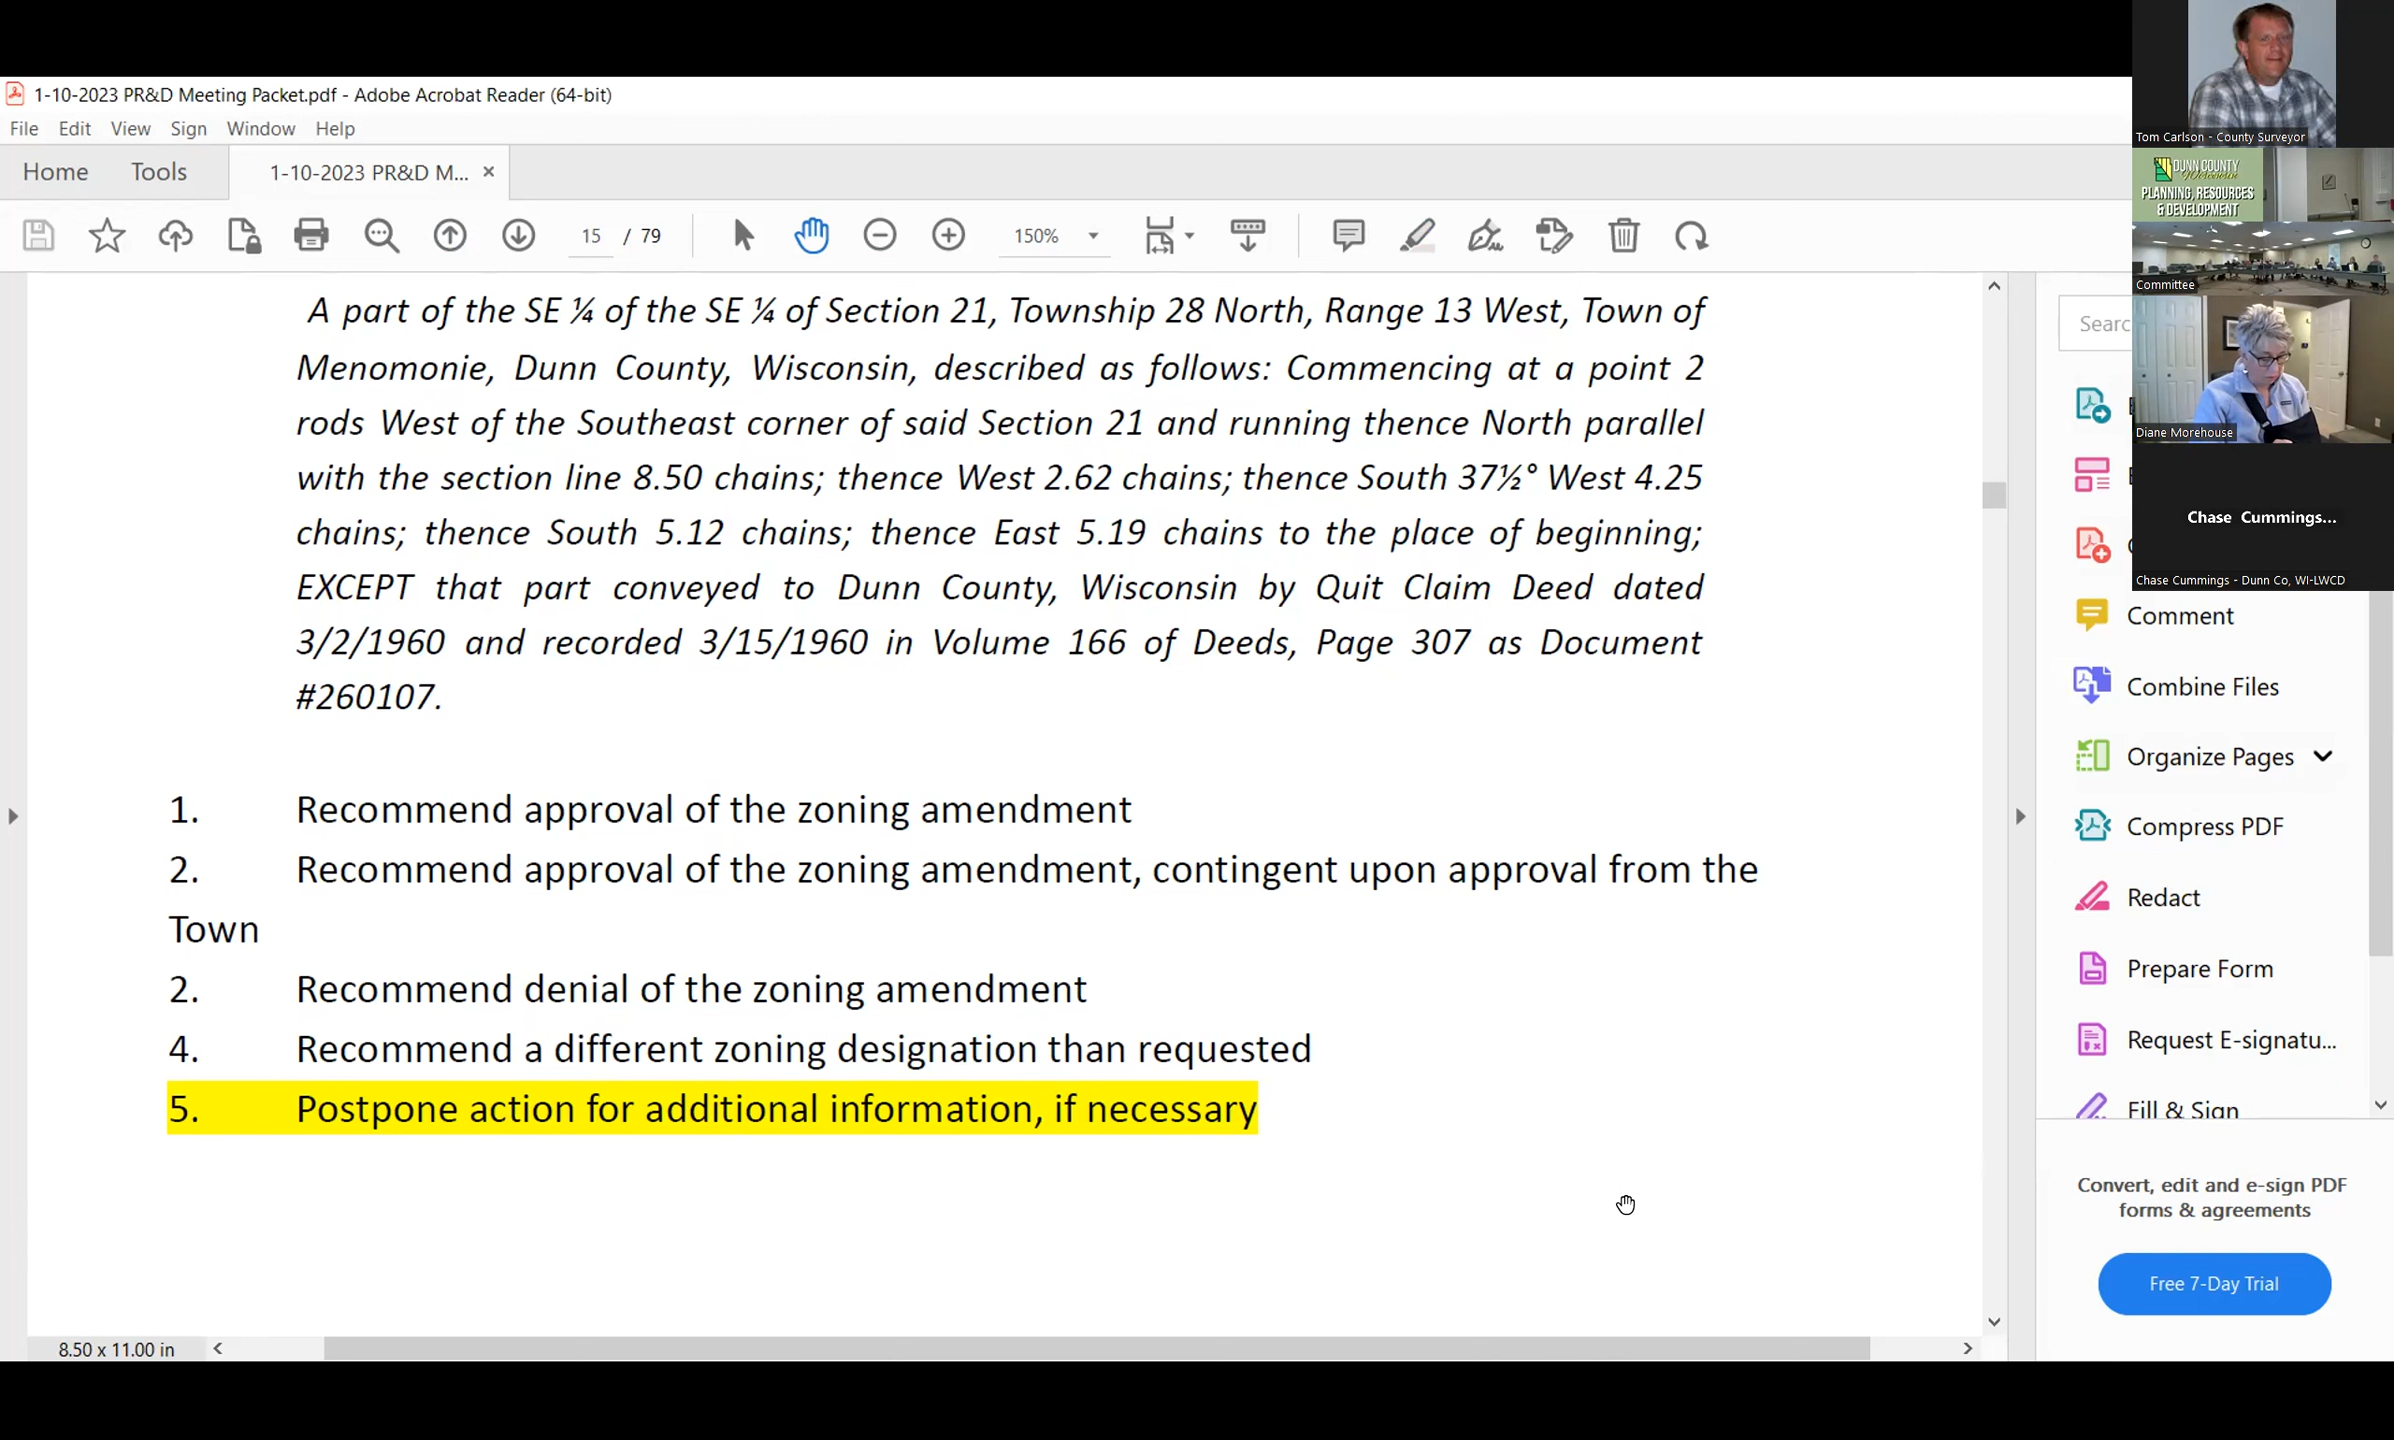 1-10-2023 PR&D Meeting Packet.pdf - Adobe Acrobat Reader (64-bit)
File Edit View Sign Window Help
Home Tools 1-10-2023 PR&D M... ×
15 / 79 150%
A part of the SE ¼ of the SE ¼ of Section 21, Township 28 North, Range 13 West, Town of
Menomonie, Dunn County, Wisconsin, described as follows: Commencing at a point 2
rods West of the Southeast corner of said Section 21 and running thence North parallel
with the section line 8.50 chains; thence West 2.62 chains; thence South 37½° West 4.25
chains; thence South 5.12 chains; thence East 5.19 chains to the place of beginning;
EXCEPT that part conveyed to Dunn County, Wisconsin by Quit Claim Deed dated
3/2/1960 and recorded 3/15/1960 in Volume 166 of Deeds, Page 307 as Document
#260107.
1. Recommend approval of the zoning amendment
2. Recommend approval of the zoning amendment, contingent upon approval from the
Town
2. Recommend denial of the zoning amendment
4. Recommend a different zoning designation than requested
5. Postpone action for additional information, if necessary
8.50 x 11.00 in
Tom Carlson - County Surveyor
DUNN COUNTY
Wisconsin
PLANNING, RESOURCES
& DEVELOPMENT
Committee
Diane Morehouse
Chase Cummings...
Chase Cummings - Dunn Co, WI-LWCD
Searc
Comment
Combine Files
Organize Pages
Compress PDF
Redact
Prepare Form
Request E-signatu...
Fill & Sign
Convert, edit and e-sign PDF
forms & agreements
Free 7-Day Trial